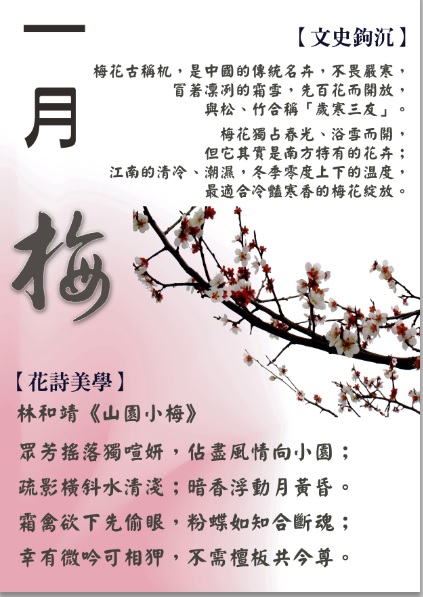 一月
梅
【文史鉤沉】
梅花古稱杋，是中國的傳統名卉，不畏嚴寒，
冒著凜冽的霜雪，先百花而開放，
與松、竹合稱「歲寒三友」。
梅花獨占春光、浴雪而開，
但它其實是南方特有的花卉；
江南的清冷、潮濕，冬季零度上下的溫度，
最適合冷豔寒香的梅花綻放。
【花詩美學】
林和靖《山園小梅》
眾芳搖落獨喧妍，佔盡風情向小園；
疏影橫斜水清淺；暗香浮動月黃昏。
霜禽欲下先偷眼，粉蝶如知合斷魂；
幸有微吟可相狎，不需檀板共今尊。